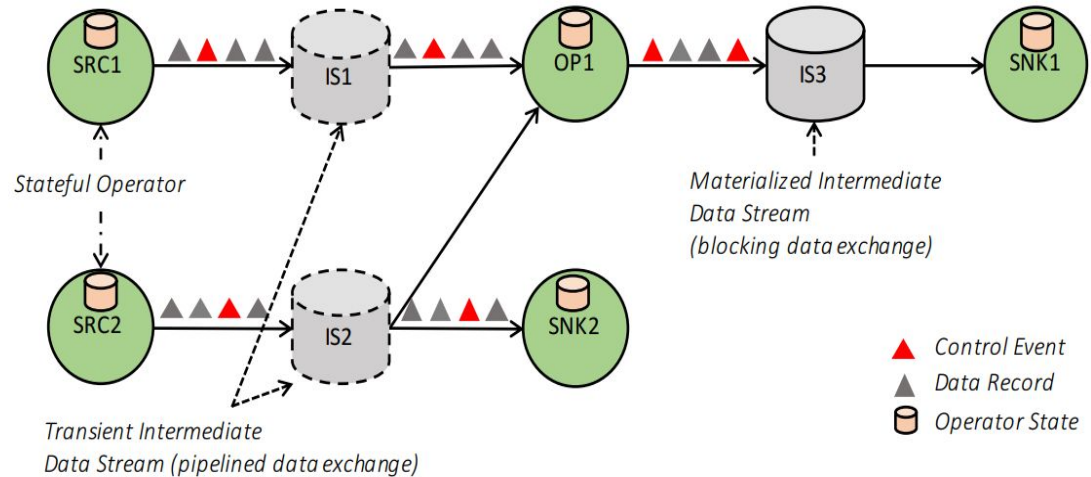 SRC1
IS1
OP1
IS3
SNK1
Stateful Operator
Materialized Intermediate
Data Stream
(blocking data exchange)
SRC2
IS2
SNK2
Control Event
Data Record
Operator State
Transient Intermediate
Data Stream (pipelined data exchange)